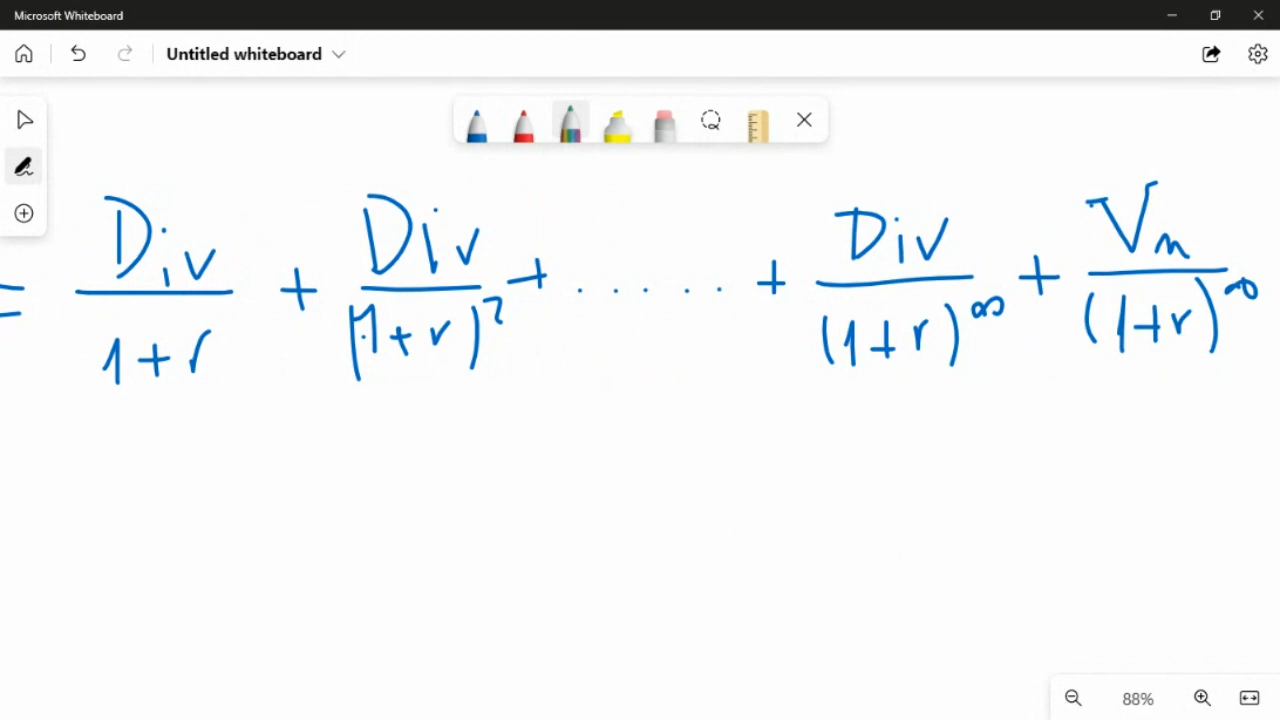 Microsoft Whiteboard
Untitled whiteboard
= Div/(1+r) + Div/(1+r)^2 + ..... + Div/(1+r)^∞ + Vn/(1+r)^∞
88%